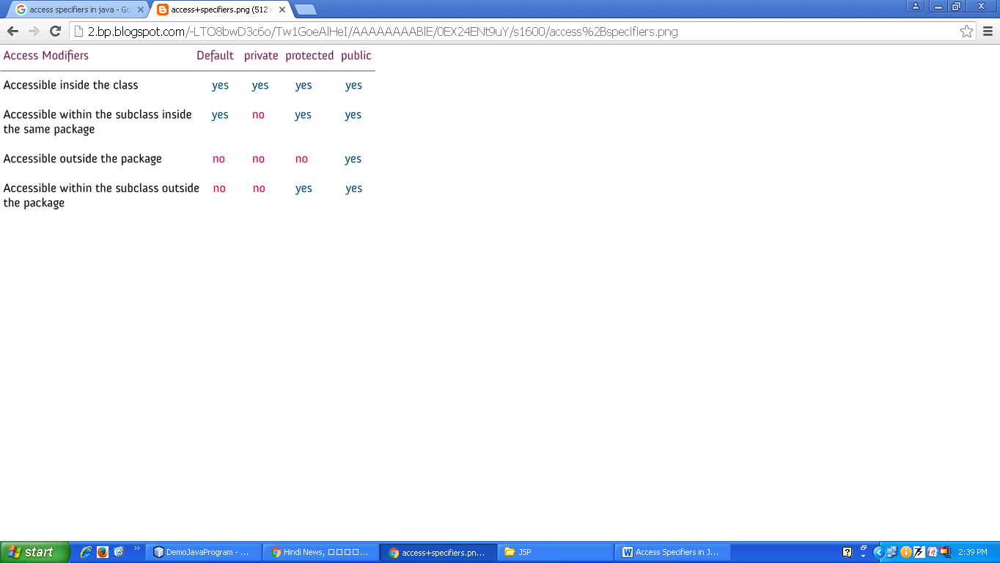 access specifiers in java - Go
access+specifiers.png (512
2.bp.blogspot.com/-LTO8bwD3c6o/Tw1GoeAlHeI/AAAAAAAABlE/0EX24ENt9uY/s1600/access%2Bspecifiers.png
Access Modifiers Default private protected public
Accessible inside the class yes yes yes yes
Accessible within the subclass inside yes no yes yes
the same package
Accessible outside the package no no no yes
Accessible within the subclass outside no no yes yes
the package
start DemoJavaProgram - ... Hindi News, □□□□... access+specifiers.pn... JSP Access Specifiers in J... 2:39 PM